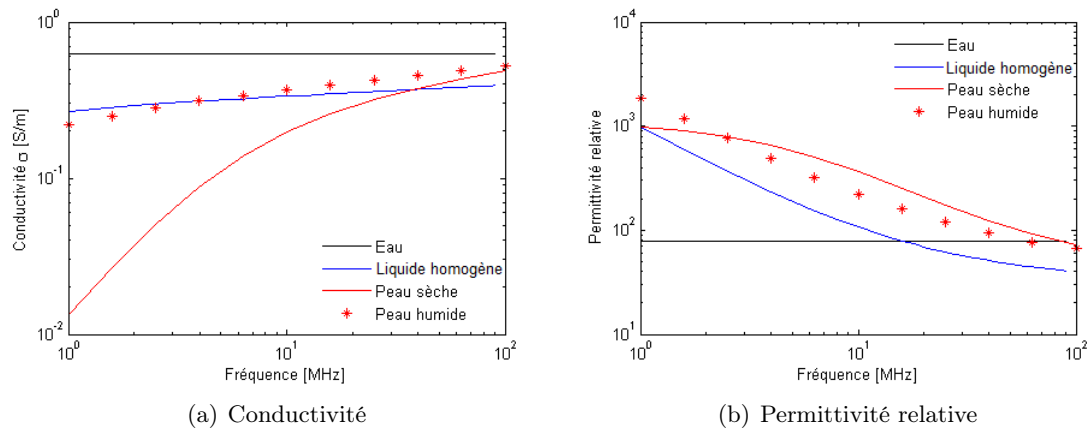 10⁰
10⁻¹
10⁻²
Conductivité σ [S/m]
Eau
Liquide homogène
Peau sèche
Peau humide
10⁰ 10¹ 10²
Fréquence [MHz]
(a) Conductivité
10⁴
10³
10²
10¹
Permittivité relative
Eau
Liquide homogène
Peau sèche
Peau humide
10⁰ 10¹ 10²
Fréquence [MHz]
(b) Permittivité relative